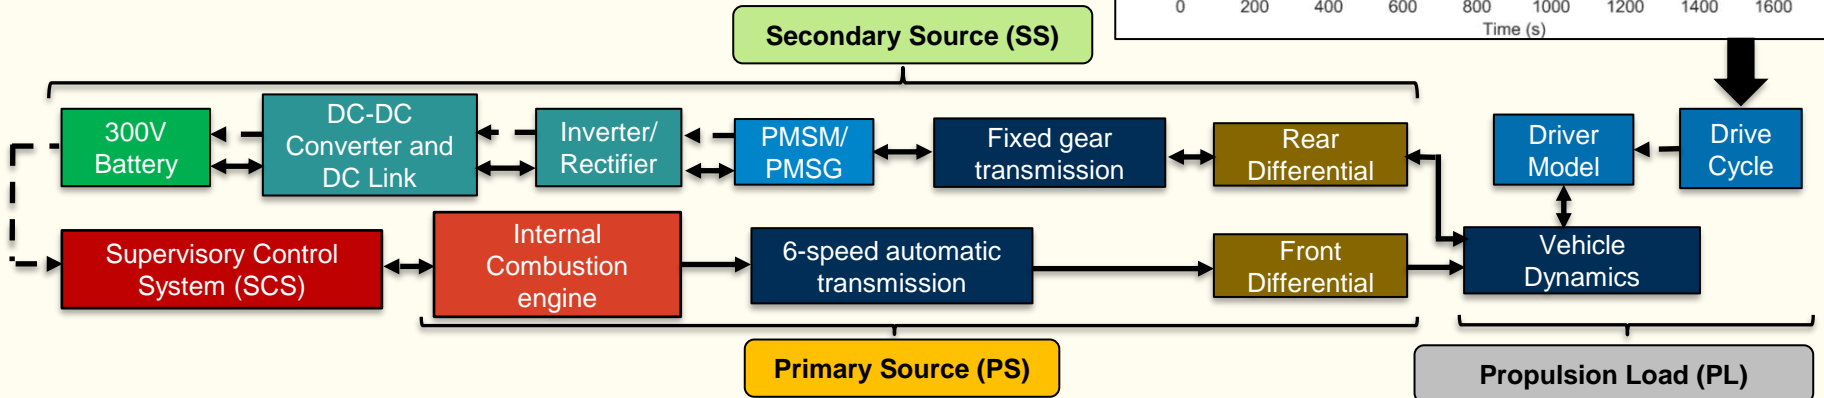 0 200 400 600 800 1000 1200 1400 1600
Time (s)
Secondary Source (SS)
300V
Battery
DC-DC
Converter and
DC Link
Inverter/
Rectifier
PMSM/
PMSG
Fixed gear
transmission
Rear
Differential
Driver
Model
Drive
Cycle
Supervisory Control
System (SCS)
Internal
Combustion
engine
6-speed automatic
transmission
Front
Differential
Vehicle
Dynamics
Primary Source (PS)
Propulsion Load (PL)